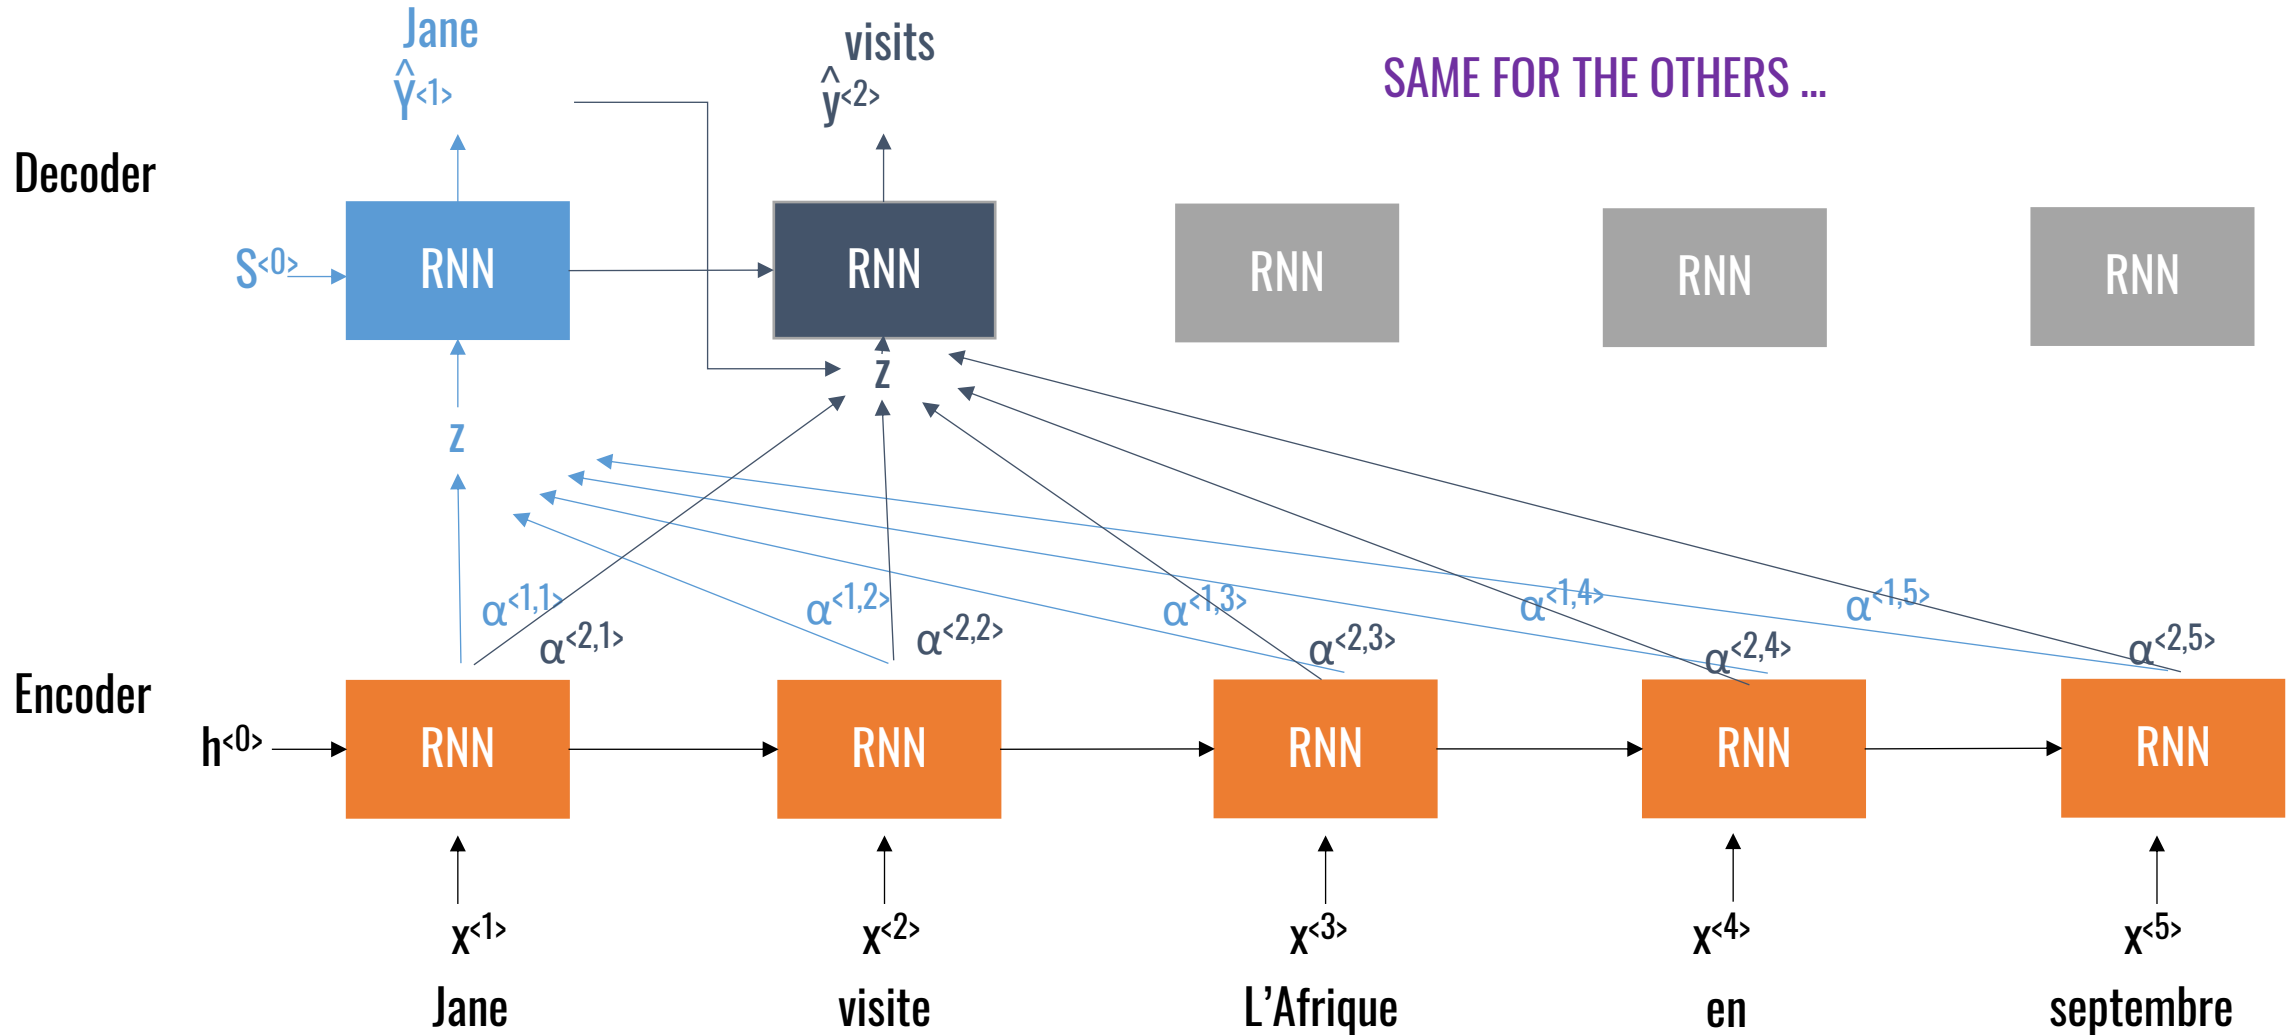 Jane
visits
Ŷ<1>
ŷ<2>
SAME FOR THE OTHERS ...
Decoder
S<0>
RNN
RNN
RNN
RNN
RNN
z
z
α<1,1>
α<1,2>
α<1,3>
α<1,4>
α<1,5>
α<2,1>
α<2,2>
α<2,3>
α<2,4>
α<2,5>
Encoder
h<0>
RNN
RNN
RNN
RNN
RNN
x<1>
x<2>
x<3>
x<4>
x<5>
Jane
visite
L'Afrique
en
septembre